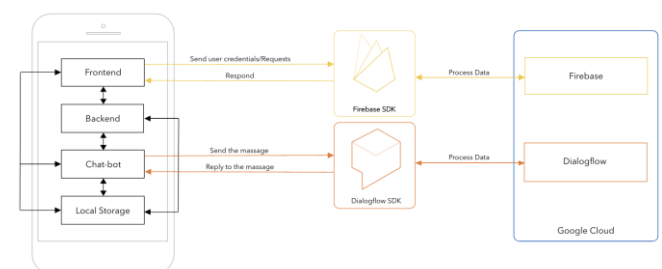 Frontend
Backend
Chat-bot
Local Storage
Send user credentials/Requests
Respond
Send the massage
Reply to the massage
Firebase SDK
Dialogflow SDK
Process Data
Process Data
Firebase
Dialogflow
Google Cloud